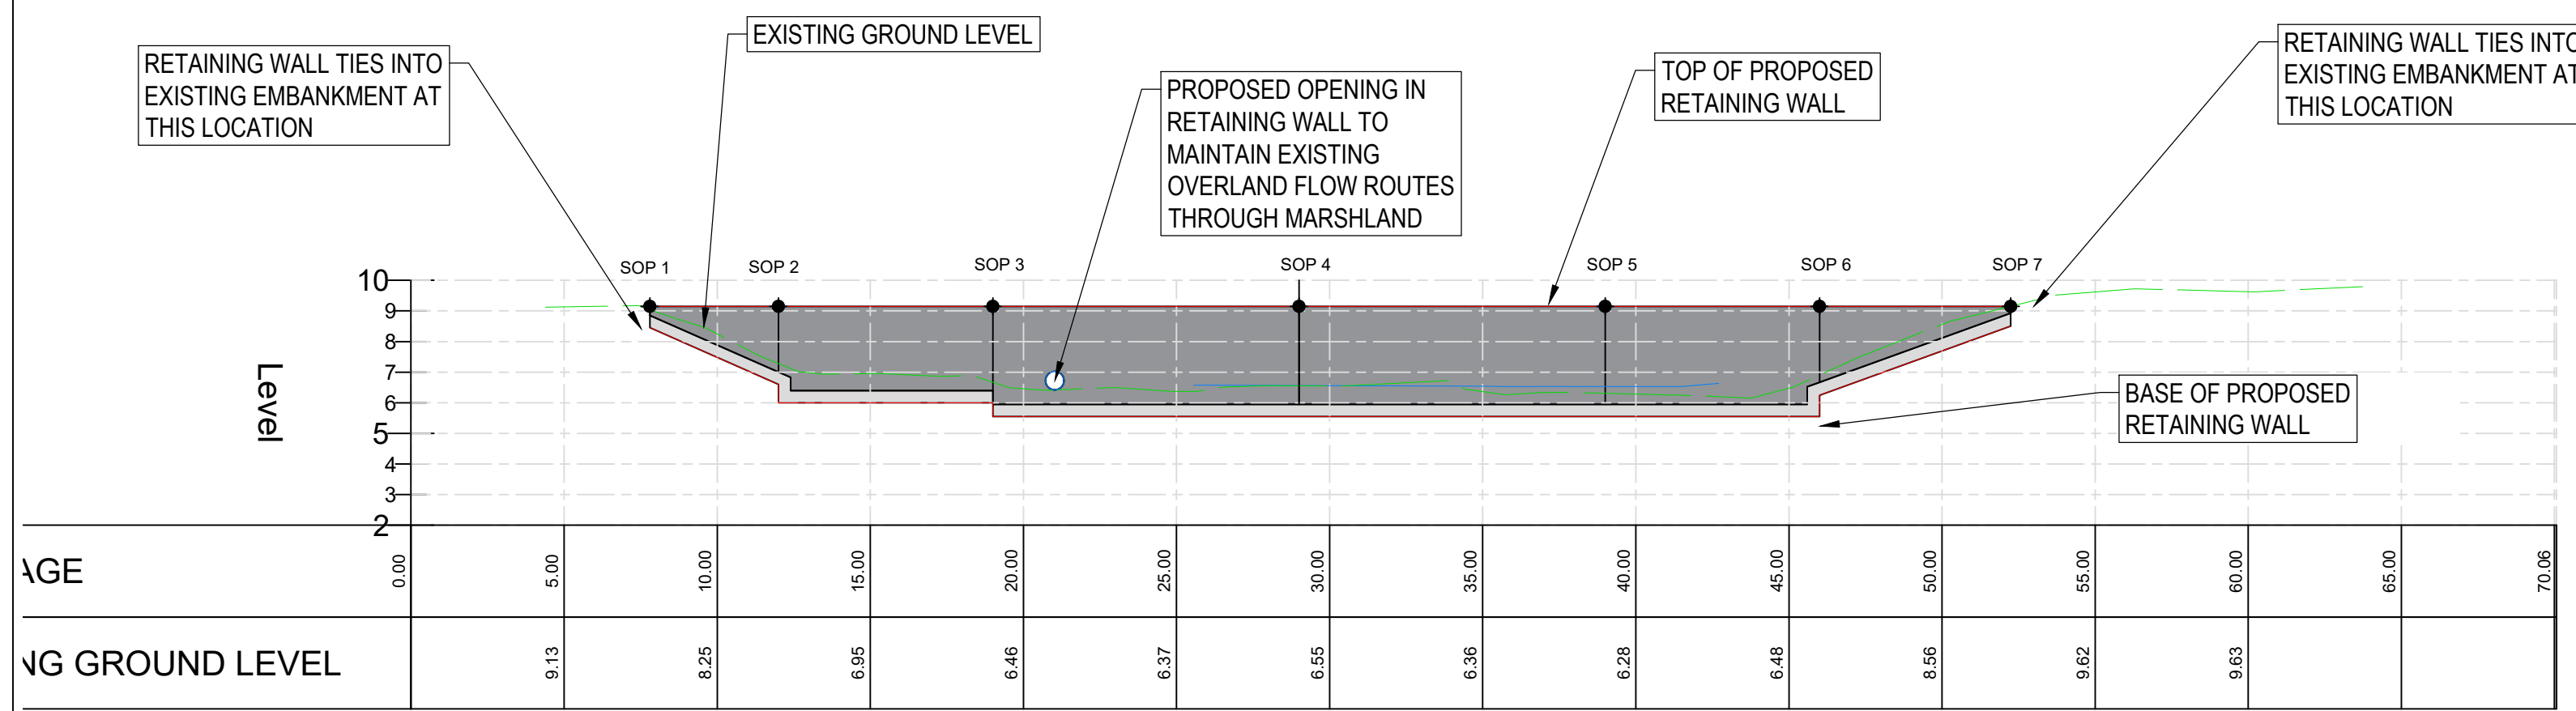 RETAINING WALL TIES INTO
EXISTING EMBANKMENT AT
THIS LOCATION
EXISTING GROUND LEVEL
PROPOSED OPENING IN
RETAINING WALL TO
MAINTAIN EXISTING
OVERLAND FLOW ROUTES
THROUGH MARSHLAND
TOP OF PROPOSED
RETAINING WALL
RETAINING WALL TIES INTO
EXISTING EMBANKMENT AT
THIS LOCATION
SOP 1 SOP 2 SOP 3 SOP 4 SOP 5 SOP 6 SOP 7
10
9
8
7
6
5
4
3
2
Level
BASE OF PROPOSED
RETAINING WALL
AGE 0.00 5.00 10.00 15.00 20.00 25.00 30.00 35.00 40.00 45.00 50.00 55.00 60.00 65.00 70.06
NG GROUND LEVEL 9.13 8.25 6.95 6.46 6.37 6.55 6.36 6.28 6.48 8.56 9.62 9.63